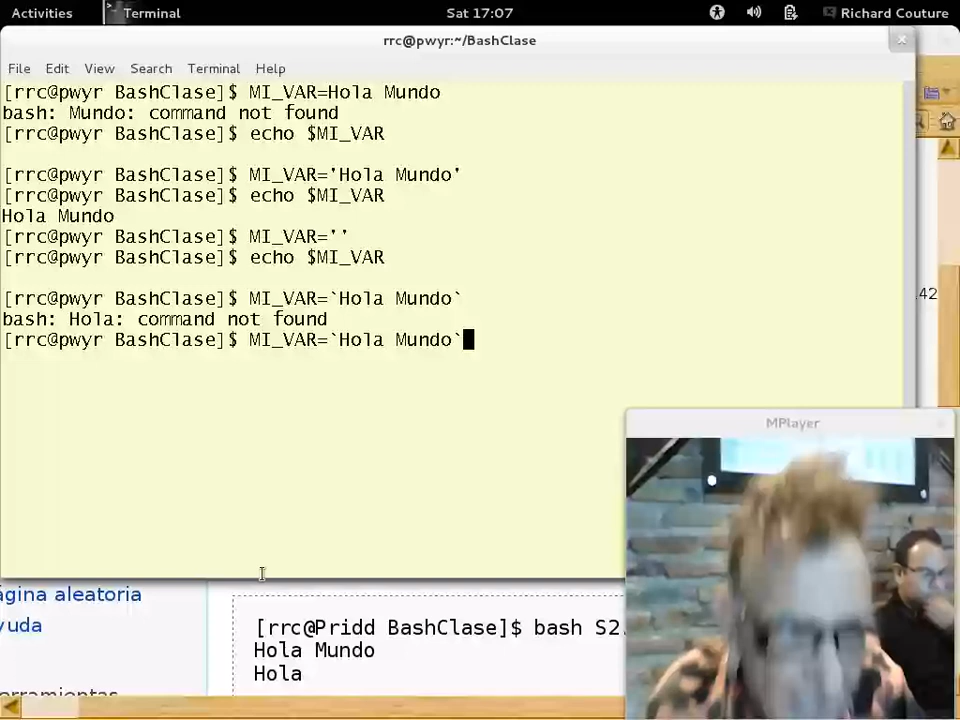 Activities Terminal Sat 17:07 Richard Couture
rrc@pwyr:~/BashClase
File Edit View Search Terminal Help
[rrc@pwyr BashClase]$ MI_VAR=Hola Mundo
bash: Mundo: command not found
[rrc@pwyr BashClase]$ echo $MI_VAR
[rrc@pwyr BashClase]$ MI_VAR='Hola Mundo'
[rrc@pwyr BashClase]$ echo $MI_VAR
Hola Mundo
[rrc@pwyr BashClase]$ MI_VAR=''
[rrc@pwyr BashClase]$ echo $MI_VAR
[rrc@pwyr BashClase]$ MI_VAR=`Hola Mundo`
bash: Hola: command not found
[rrc@pwyr BashClase]$ MI_VAR=`Hola Mundo`
42
MPlayer
ágina aleatoria
yuda
erramientas
[rrc@Pridd BashClase]$ bash S2.
Hola Mundo
Hola